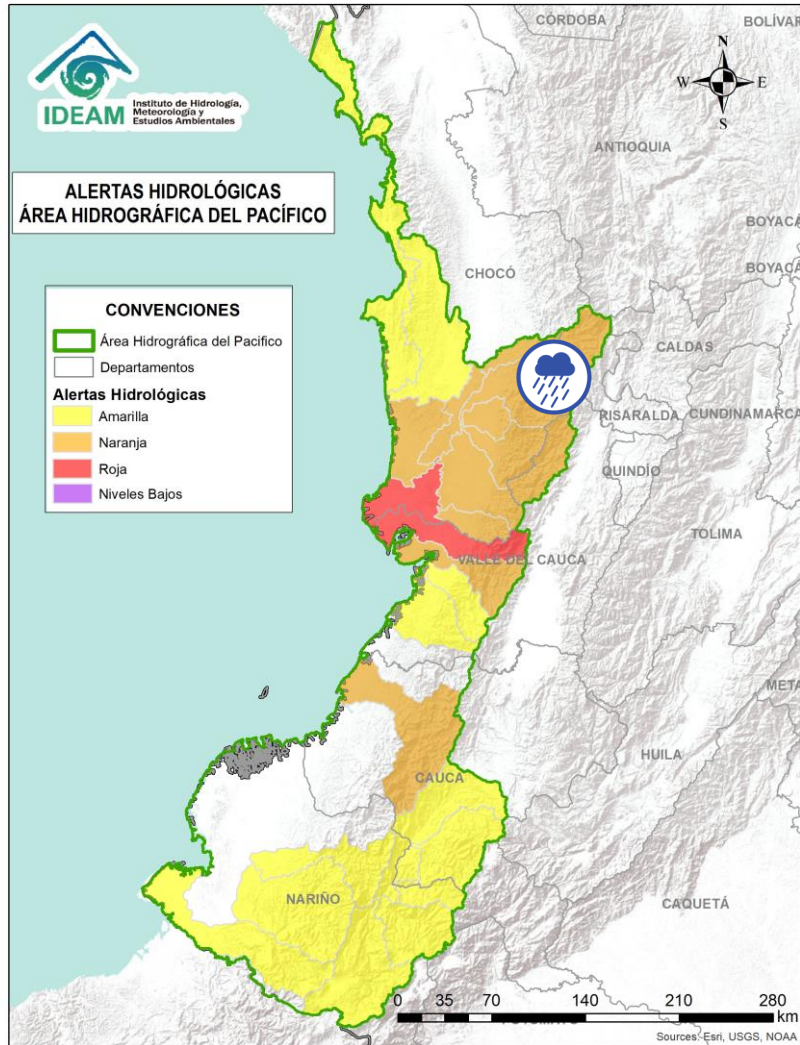 IDEAM
Instituto de Hidrología,
Meteorología y
Estudios Ambientales
ALERTAS HIDROLÓGICAS
ÁREA HIDROGRÁFICA DEL PACÍFICO
CONVENCIONES
Área Hidrográfica del Pacifico
Departamentos
Alertas Hidrológicas
Amarilla
Naranja
Roja
Niveles Bajos
CÓRDOBA
BOLÍVAR
N
W
E
S
ANTIOQUIA
BOYACÁ
CHOCÓ
BOYACÁ
CALDAS
RISARALDA
CUNDINAMARCA
QUINDÍO
TOLIMA
VALLE DEL CAUCA
META
HUILA
CAUCA
NARIÑO
CAQUETÁ
0 35 70 140 210 280
km
Sources: Esri, USGS, NOAA